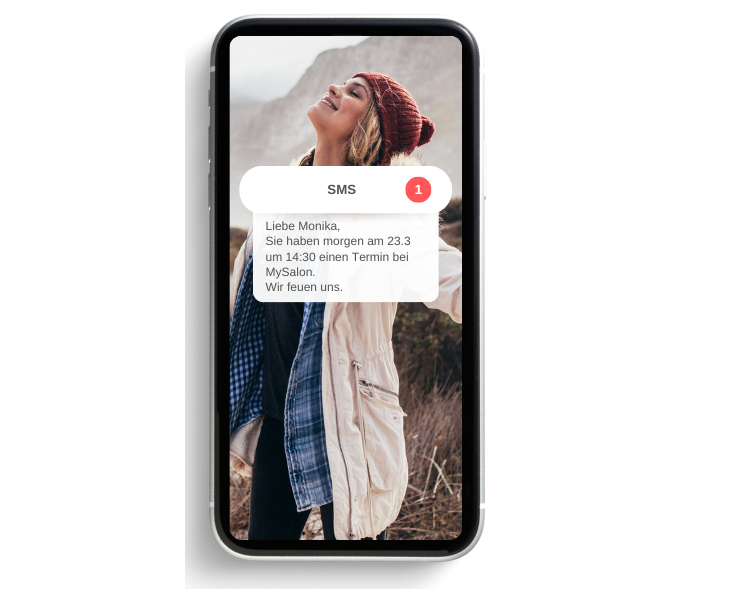 SMS
1
Liebe Monika,
Sie haben morgen am 23.3
um 14:30 einen Termin bei
MySalon.
Wir feuen uns.